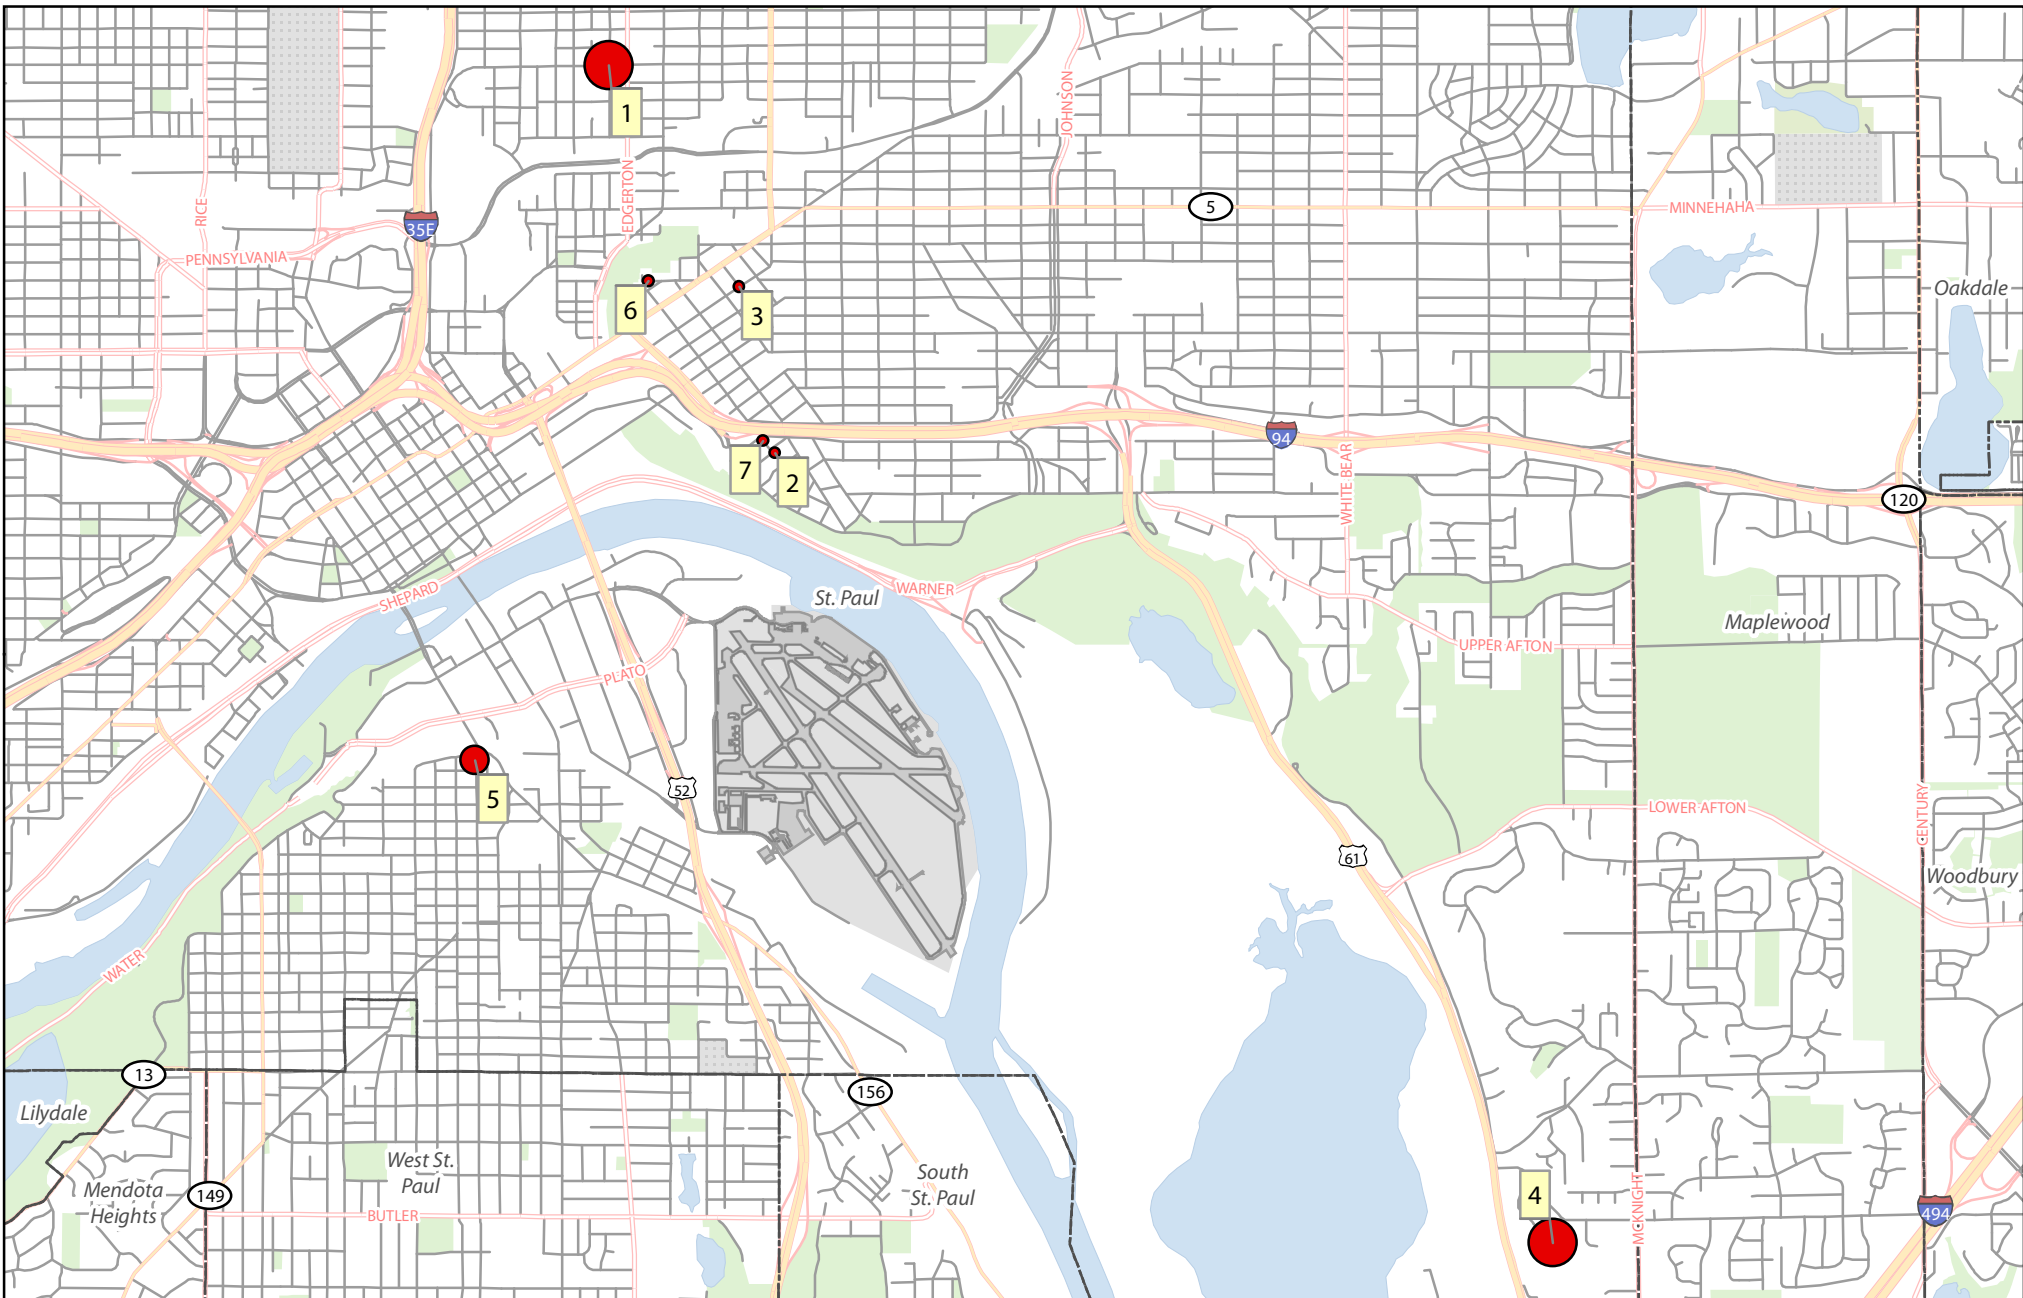 1
JOHNSON
EDGERTON
RICE
5
MINNEHAHA
35E
PENNSYLVANIA
Oakdale
6
3
94
7
2
WHITE BEAR
120
SHEPARD
WARNER
St. Paul
Maplewood
UPPER AFTON
PLATO
52
5
LOWER AFTON
CENTURY
61
Woodbury
WATER
13
156
Lilydale
West St.
Paul
South
St. Paul
Mendota
Heights
149
BUTLER
4
MCKNIGHT
494